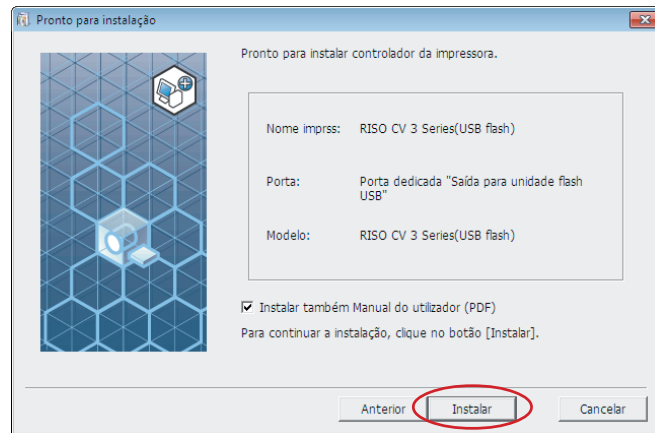 Pronto para instalação
Pronto para instalar controlador da impressora.
Nome imprss: RISO CV 3 Series(USB flash)
Porta: Porta dedicada "Saída para unidade flash
USB"
Modelo: RISO CV 3 Series(USB flash)
Instalar também Manual do utilizador (PDF)
Para continuar a instalação, clique no botão [Instalar].
Anterior Instalar Cancelar